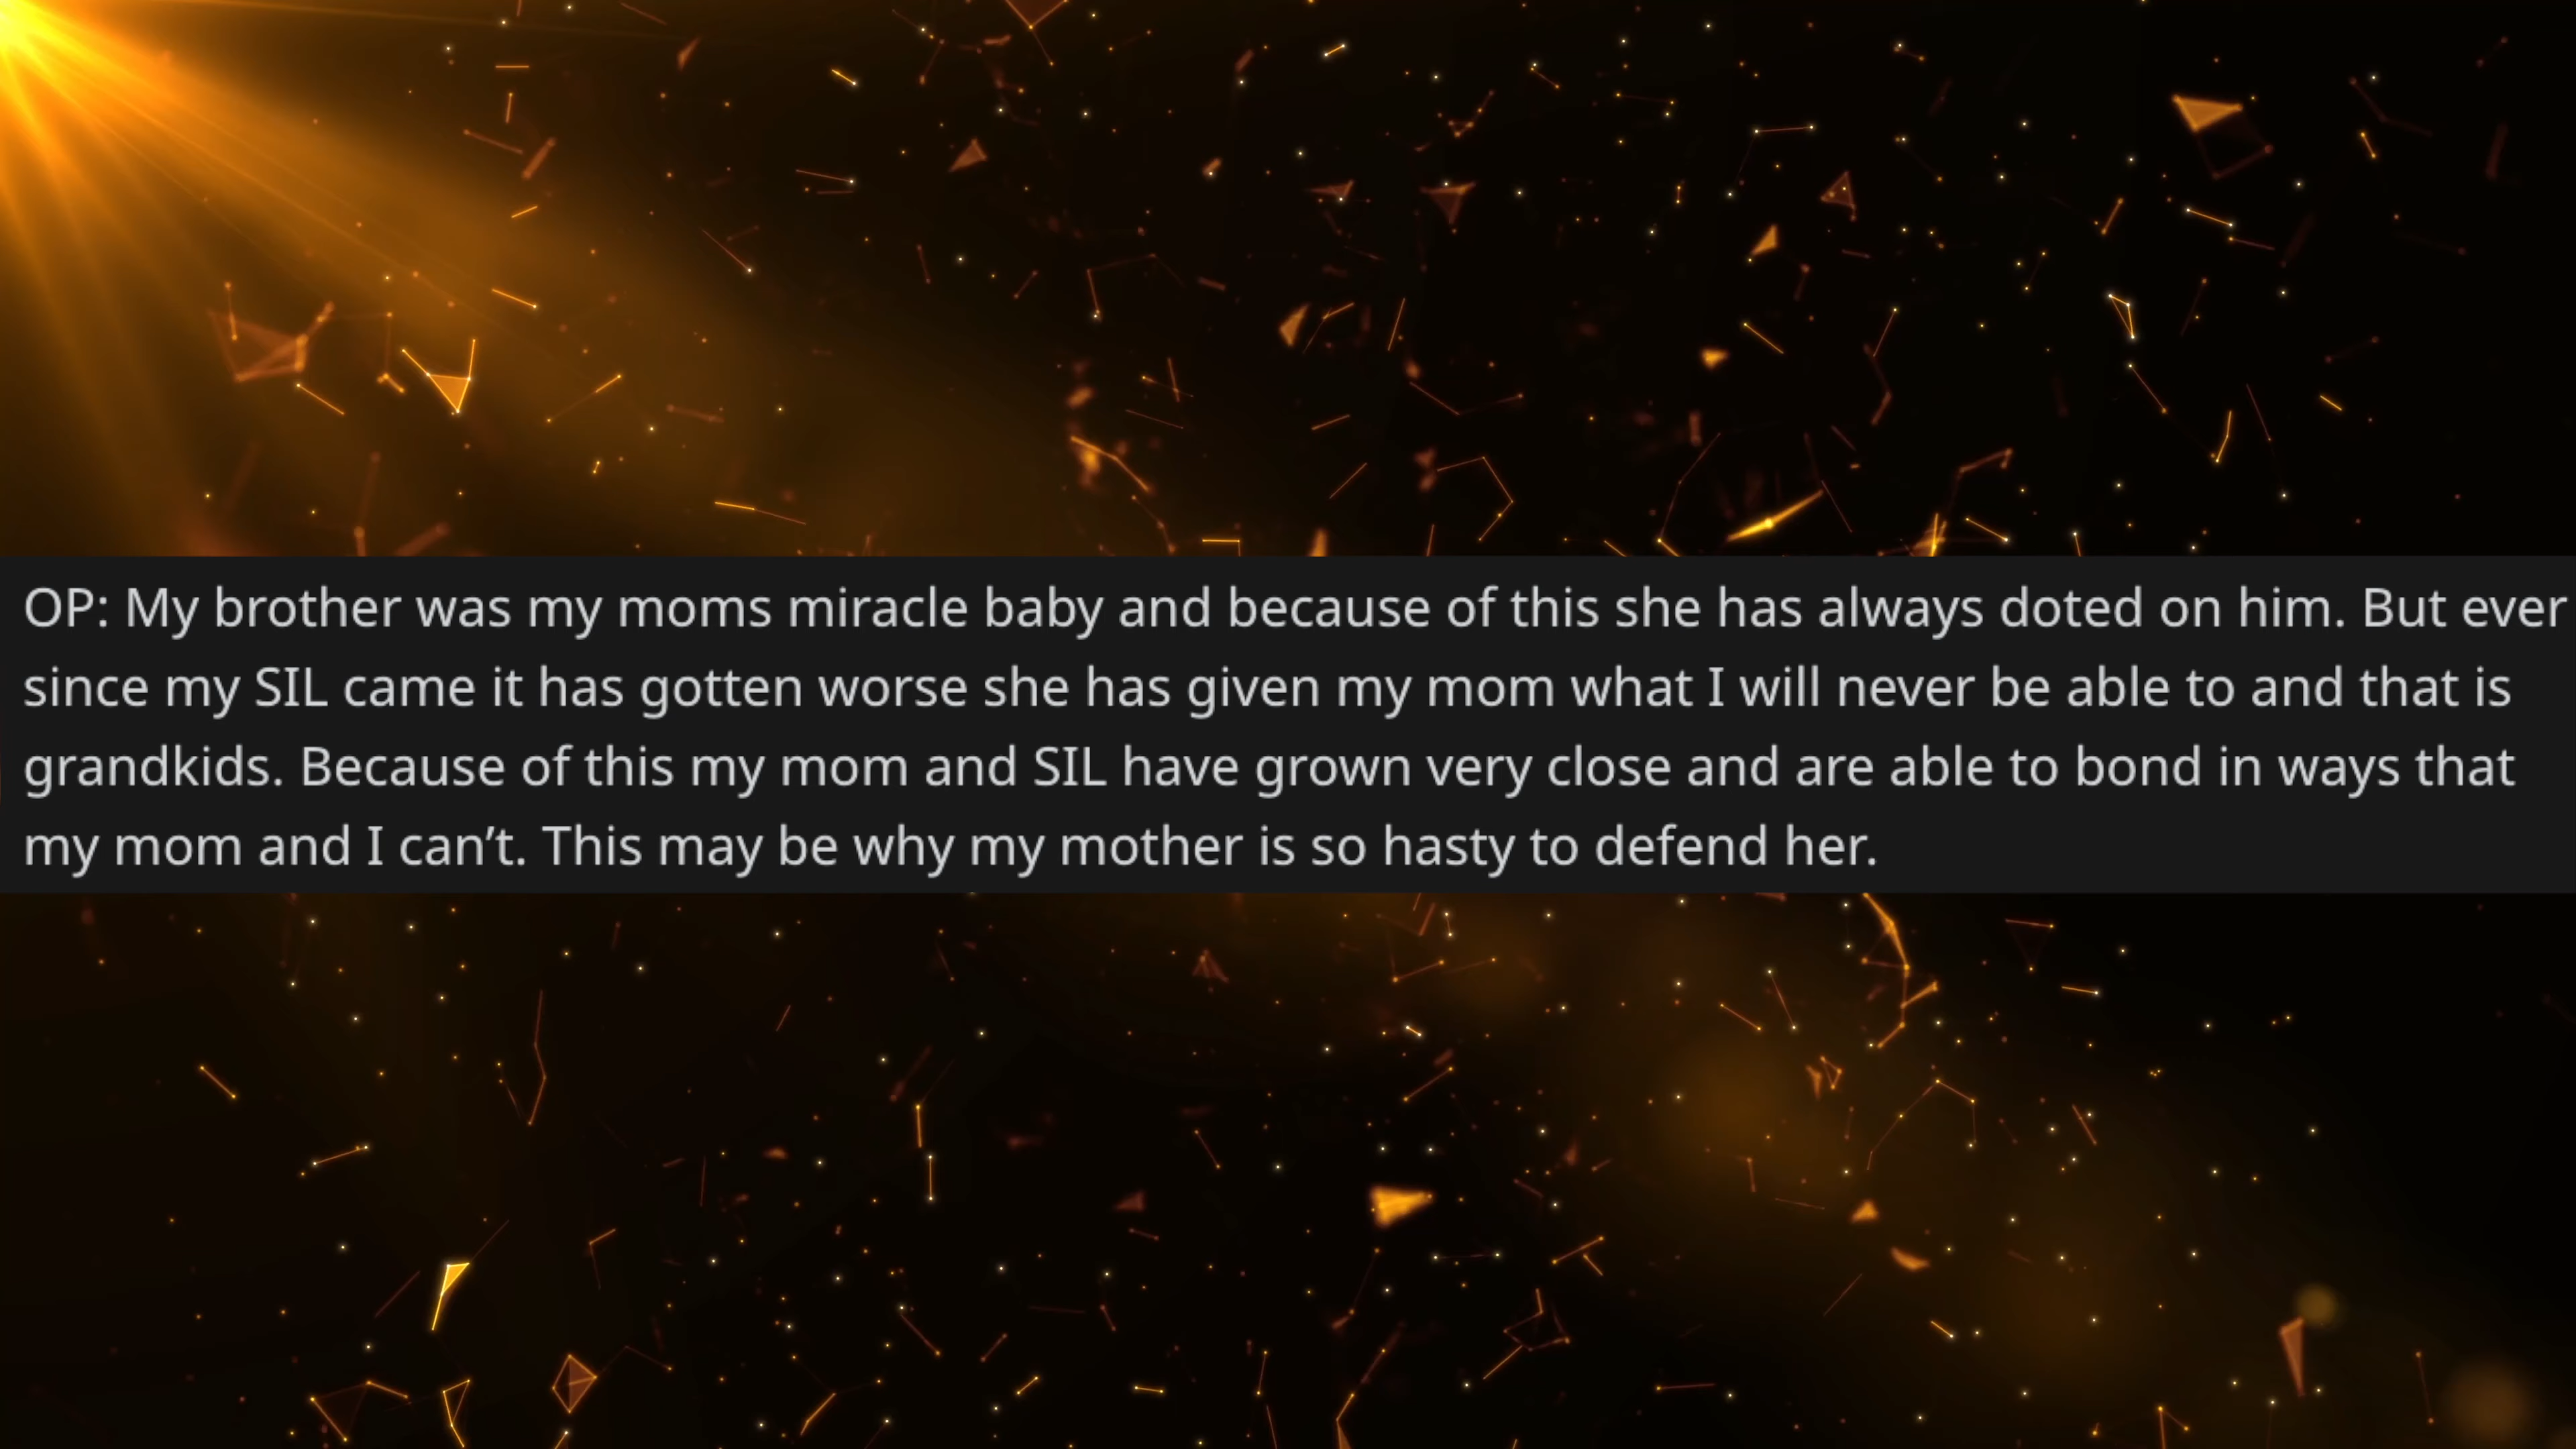 OP: My brother was my moms miracle baby and because of this she has always doted on him. But ever
since my SIL came it has gotten worse she has given my mom what I will never be able to and that is
grandkids. Because of this my mom and SIL have grown very close and are able to bond in ways that
my mom and I can’t. This may be why my mother is so hasty to defend her.